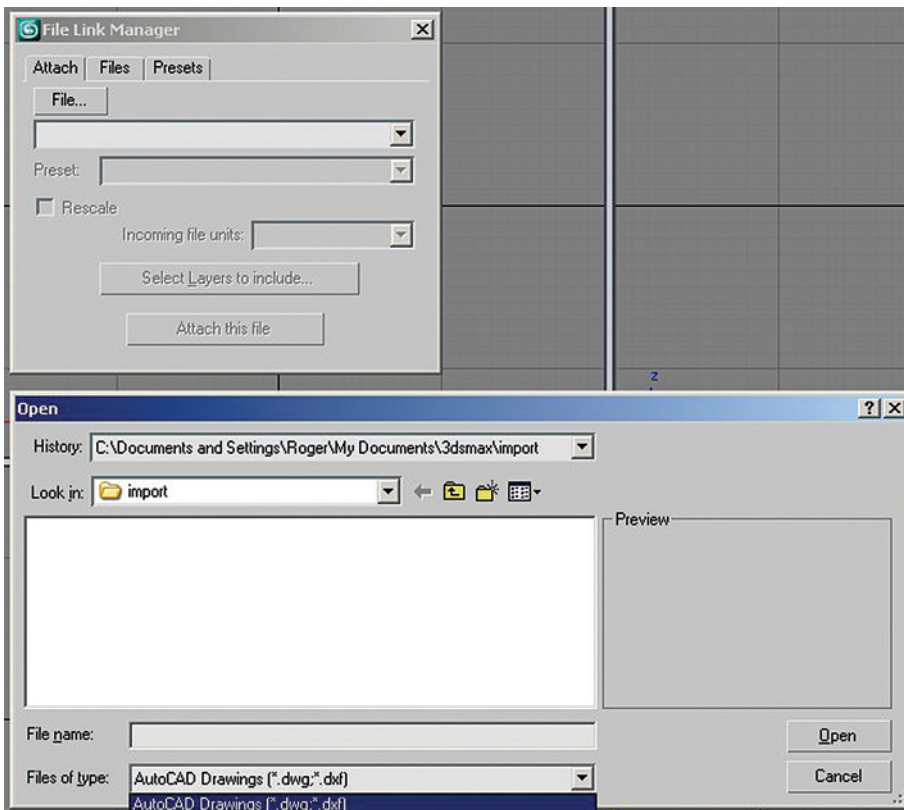 File Link Manager
Attach Files Presets
File...
Preset:
Rescale
Incoming file units:
Select Layers to include...
Attach this file
z
Open
History: C:\Documents and Settings\Roger\My Documents\3dsmax\import
Look in: import
Preview
File name:
Open
Files of type: AutoCAD Drawings (*.dwg;*.dxf)
Cancel
AutoCAD Drawings (*.dwg;*.dxf)